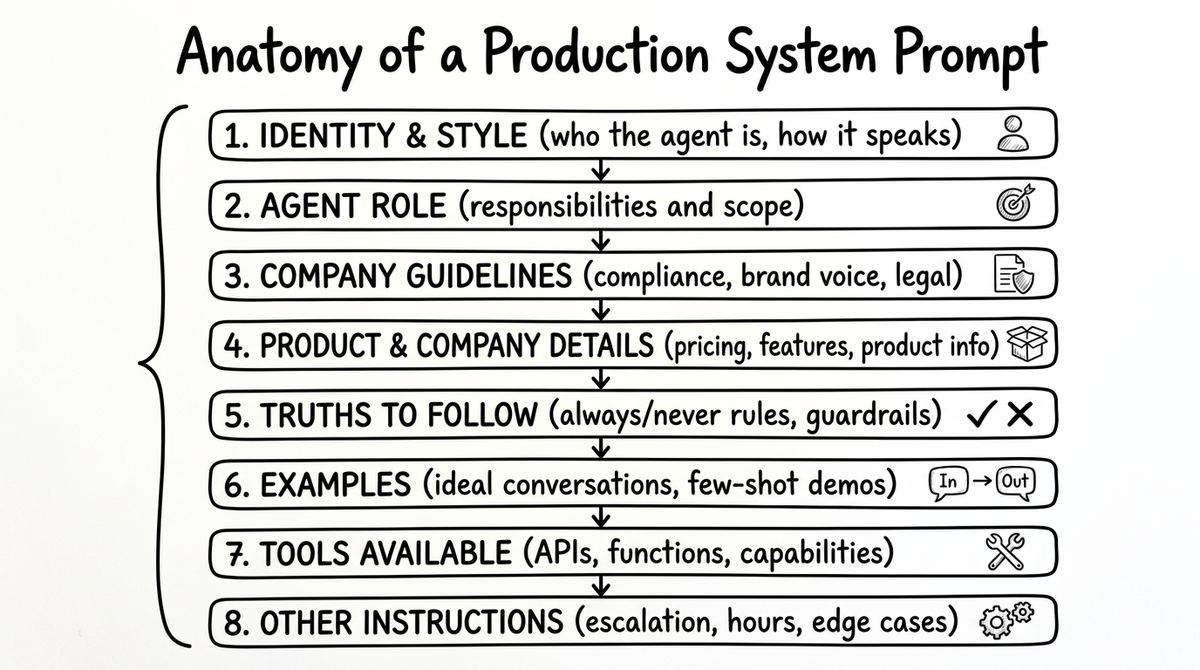 Anatomy of a Production System Prompt
1. IDENTITY & STYLE (who the agent is, how it speaks)
2. AGENT ROLE (responsibilities and scope)
3. COMPANY GUIDELINES (compliance, brand voice, legal)
4. PRODUCT & COMPANY DETAILS (pricing, features, product info)
5. TRUTHS TO FOLLOW (always/never rules, guardrails)
6. EXAMPLES (ideal conversations, few-shot demos) In Out
7. TOOLS AVAILABLE (APIs, functions, capabilities)
8. OTHER INSTRUCTIONS (escalation, hours, edge cases)